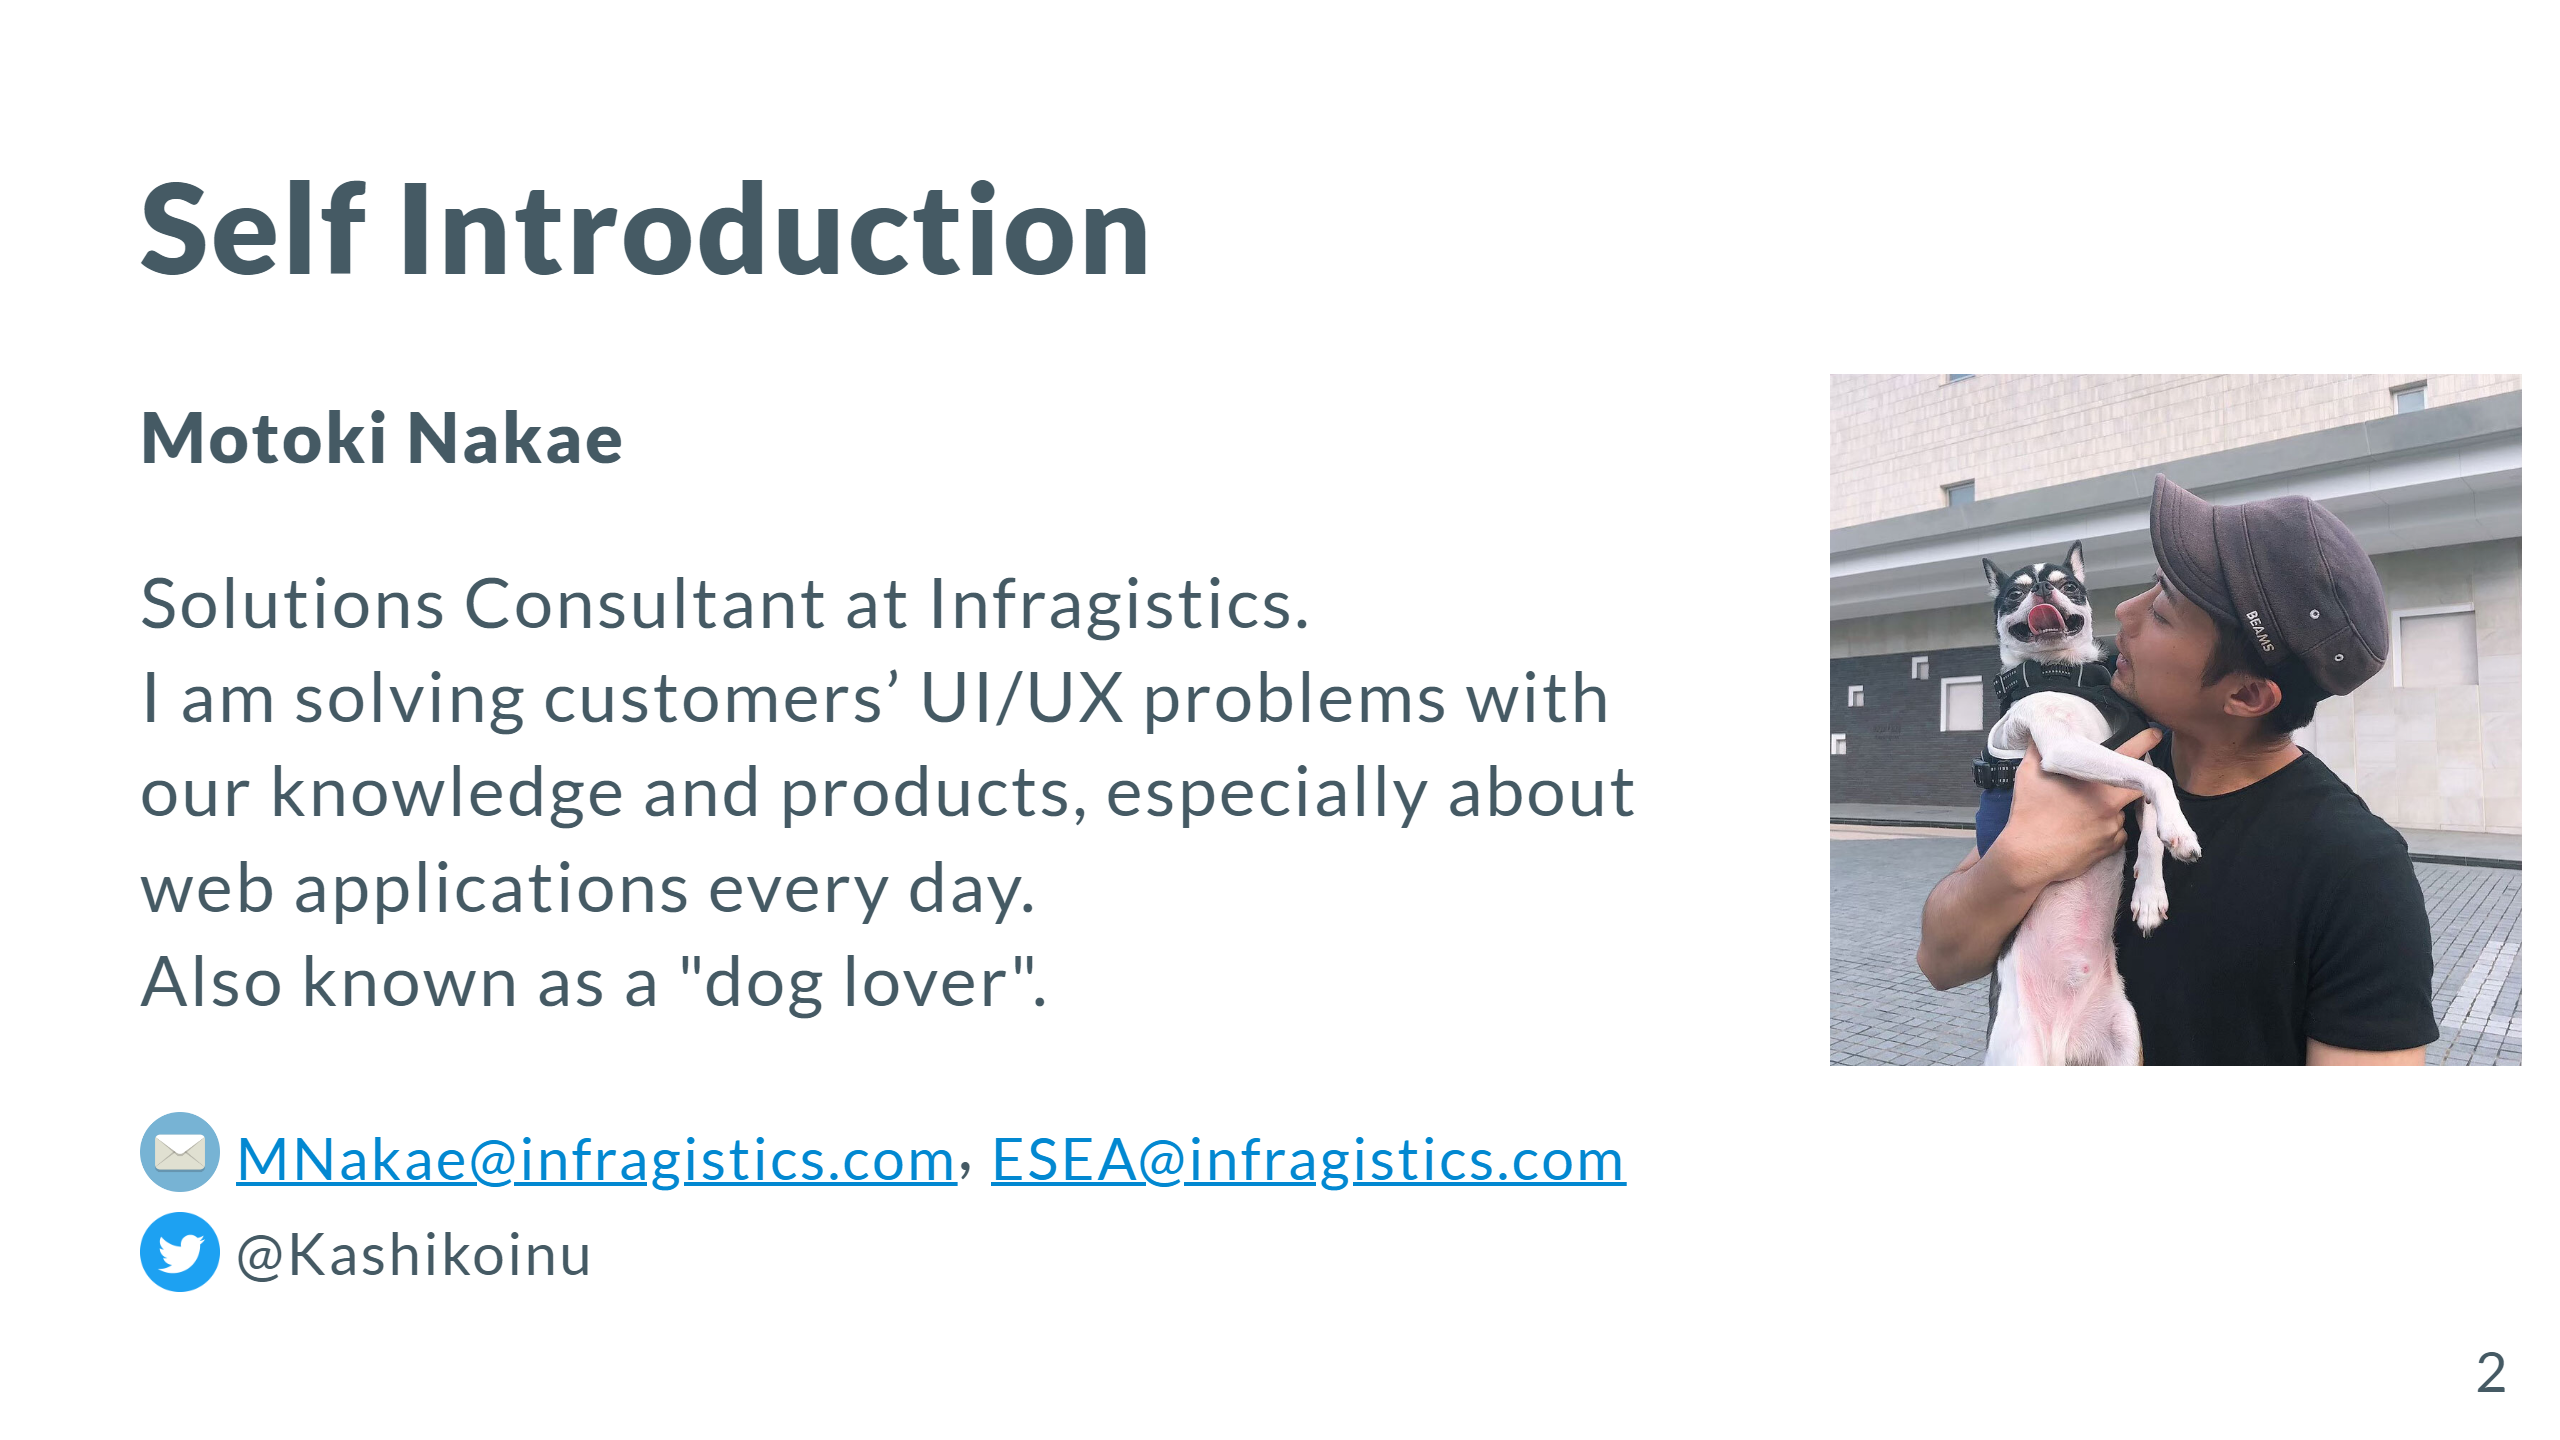 Self Introduction
Motoki Nakae
Solutions Consultant at Infragistics.
I am solving customers’ UI/UX problems with
our knowledge and products, especially about
web applications every day.
Also known as a "dog lover".
MNakae@infragistics.com, ESEA@infragistics.com
@Kashikoinu
BEAMS
2